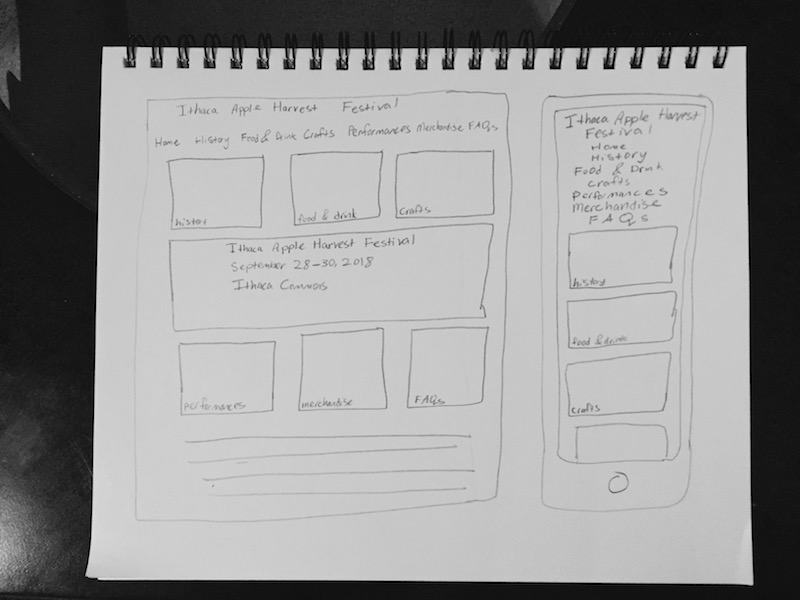 Ithaca Apple Harvest Festival
Home History Food & Drink Crafts Performances Merchandise FAQs
history food & drink crafts
Ithaca Apple Harvest Festival
September 28-30, 2018
Ithaca Commons
performances merchandise FAQs
Ithaca Apple Harvest
Festival
Home
History
Food & Drink
Crafts
Performances
Merchandise
FAQs
history
food & drink
crafts